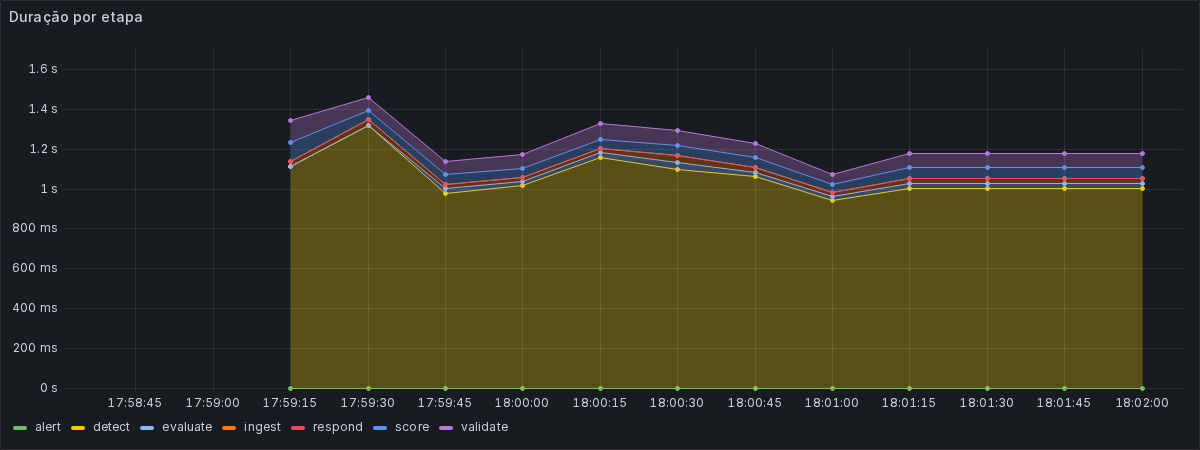 Duração por etapa
1.6 s
1.4 s
1.2 s
1 s
800 ms
600 ms
400 ms
200 ms
0 s
17:58:45 17:59:00 17:59:15 17:59:30 17:59:45 18:00:00 18:00:15 18:00:30 18:00:45 18:01:00 18:01:15 18:01:30 18:01:45 18:02:00
alert detect evaluate ingest respond score validate